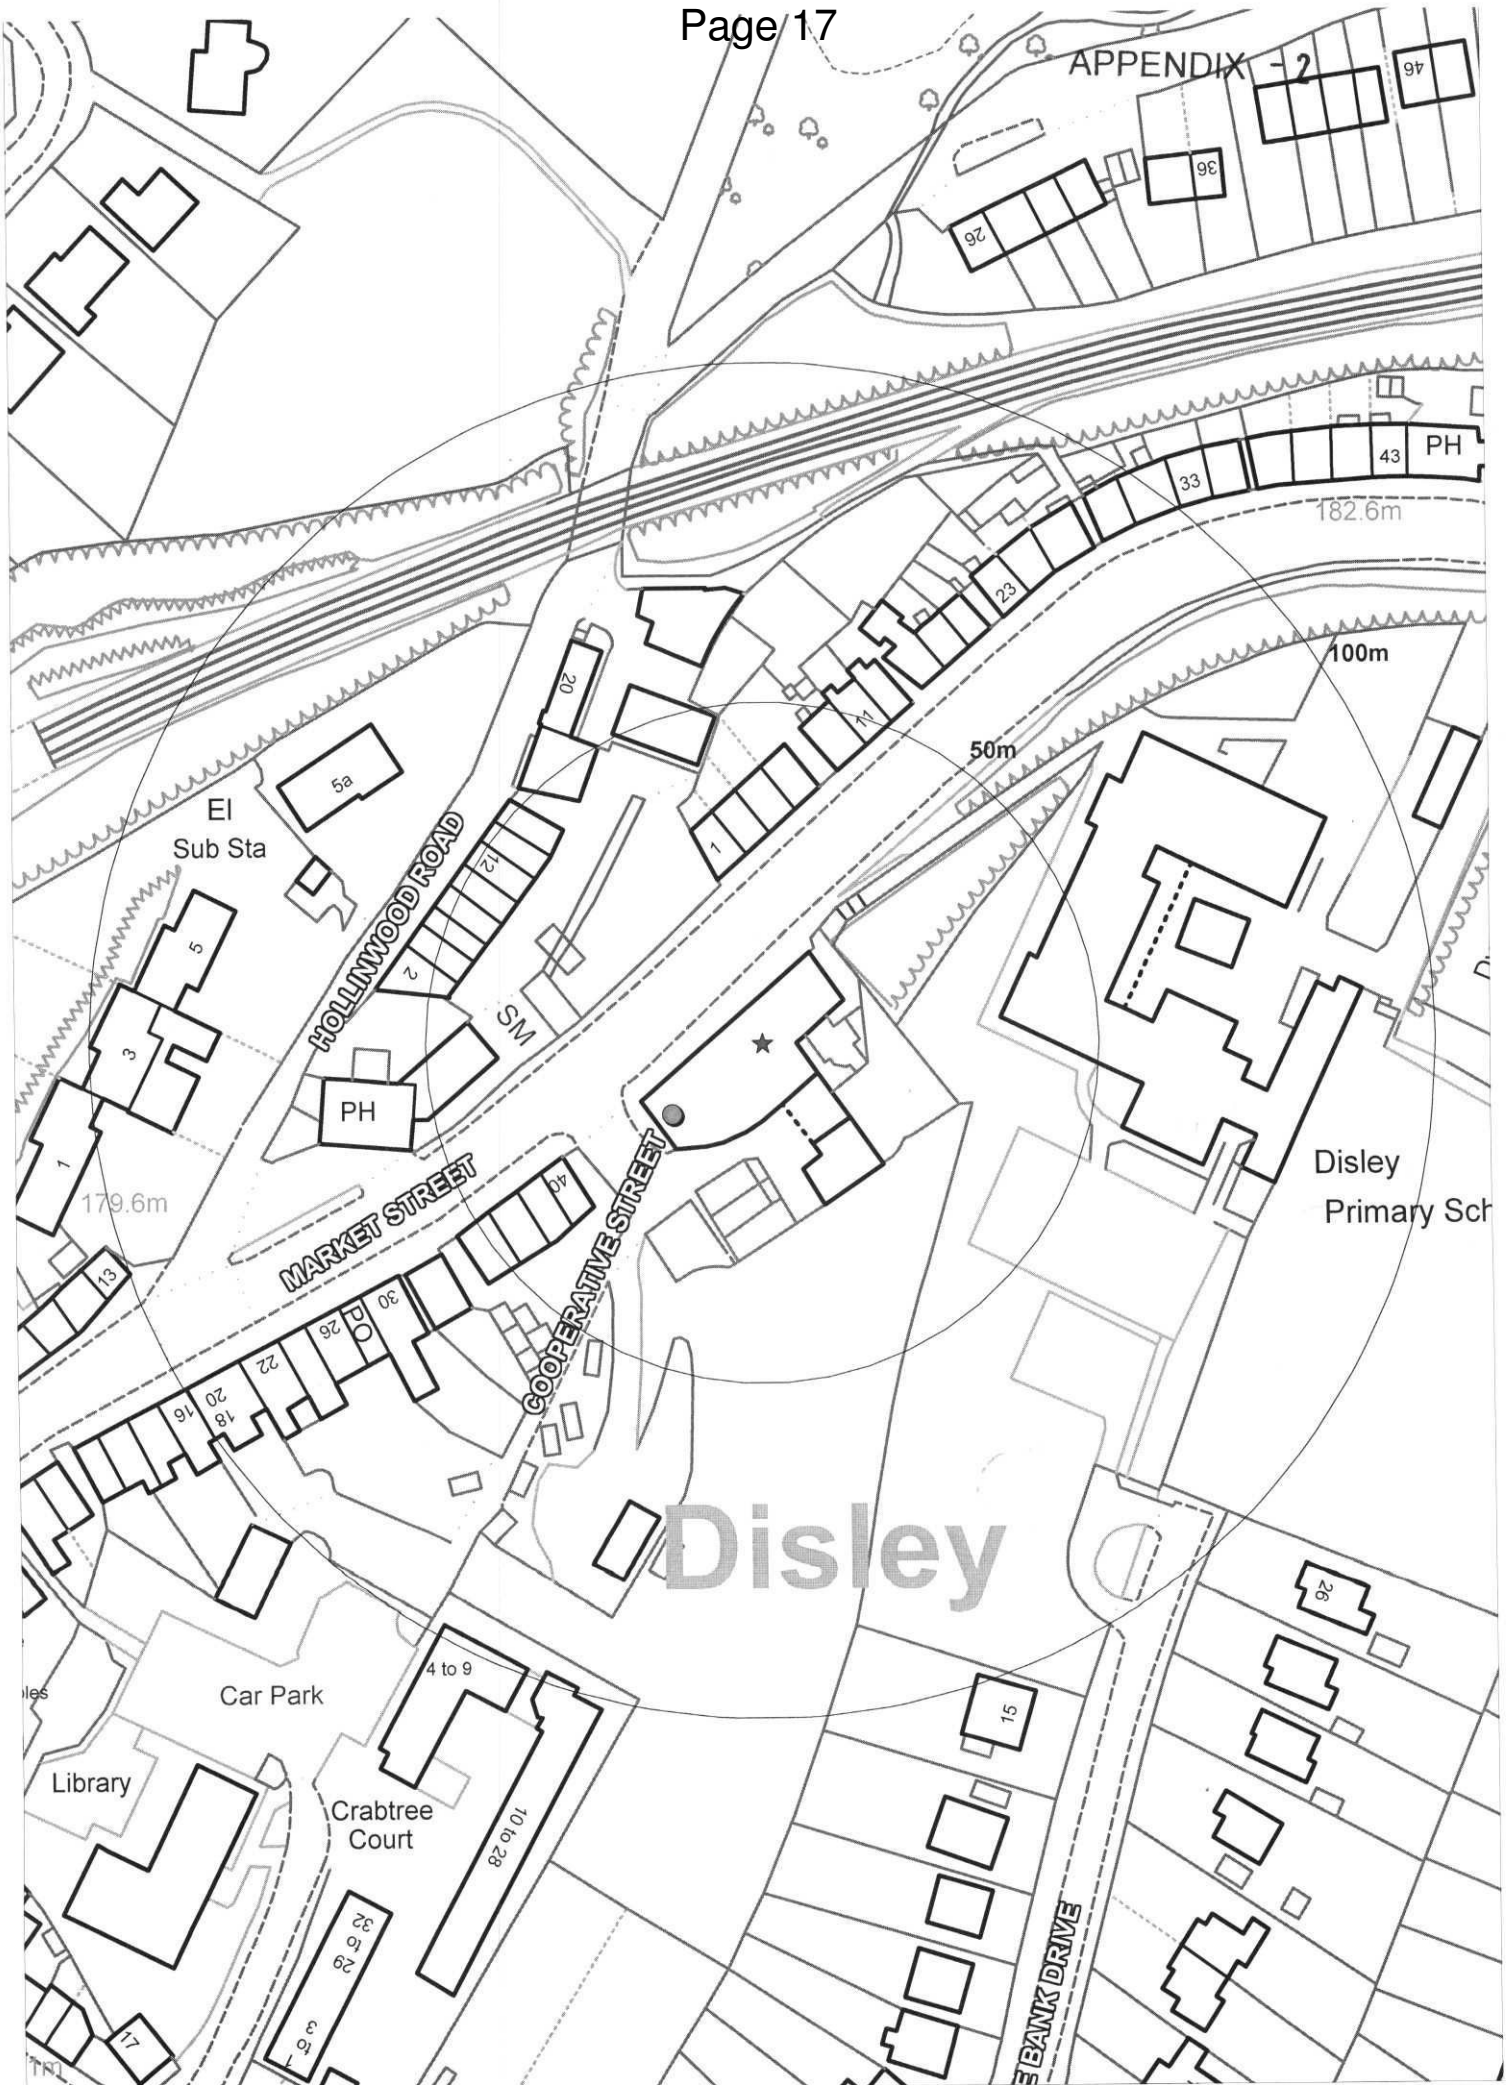 Page 17
APPENDIX - 2
46
36
26
PH
43
33
182.6m
23
100m
20
11
50m
5a
El
Sub Sta
1
12
HOLLINWOOD ROAD
5
2
SM
3
PH
1
179.6m
Disley
Primary Sch
MARKET STREET
40
COOPERATIVE STREET
13
30
PO
26
22
20
18
16
Disley
26
4 to 9
Car Park
15
Library
Crabtree
Court
10 to 28
32
to
29
E BANK DRIVE
3 to
1
17
1m